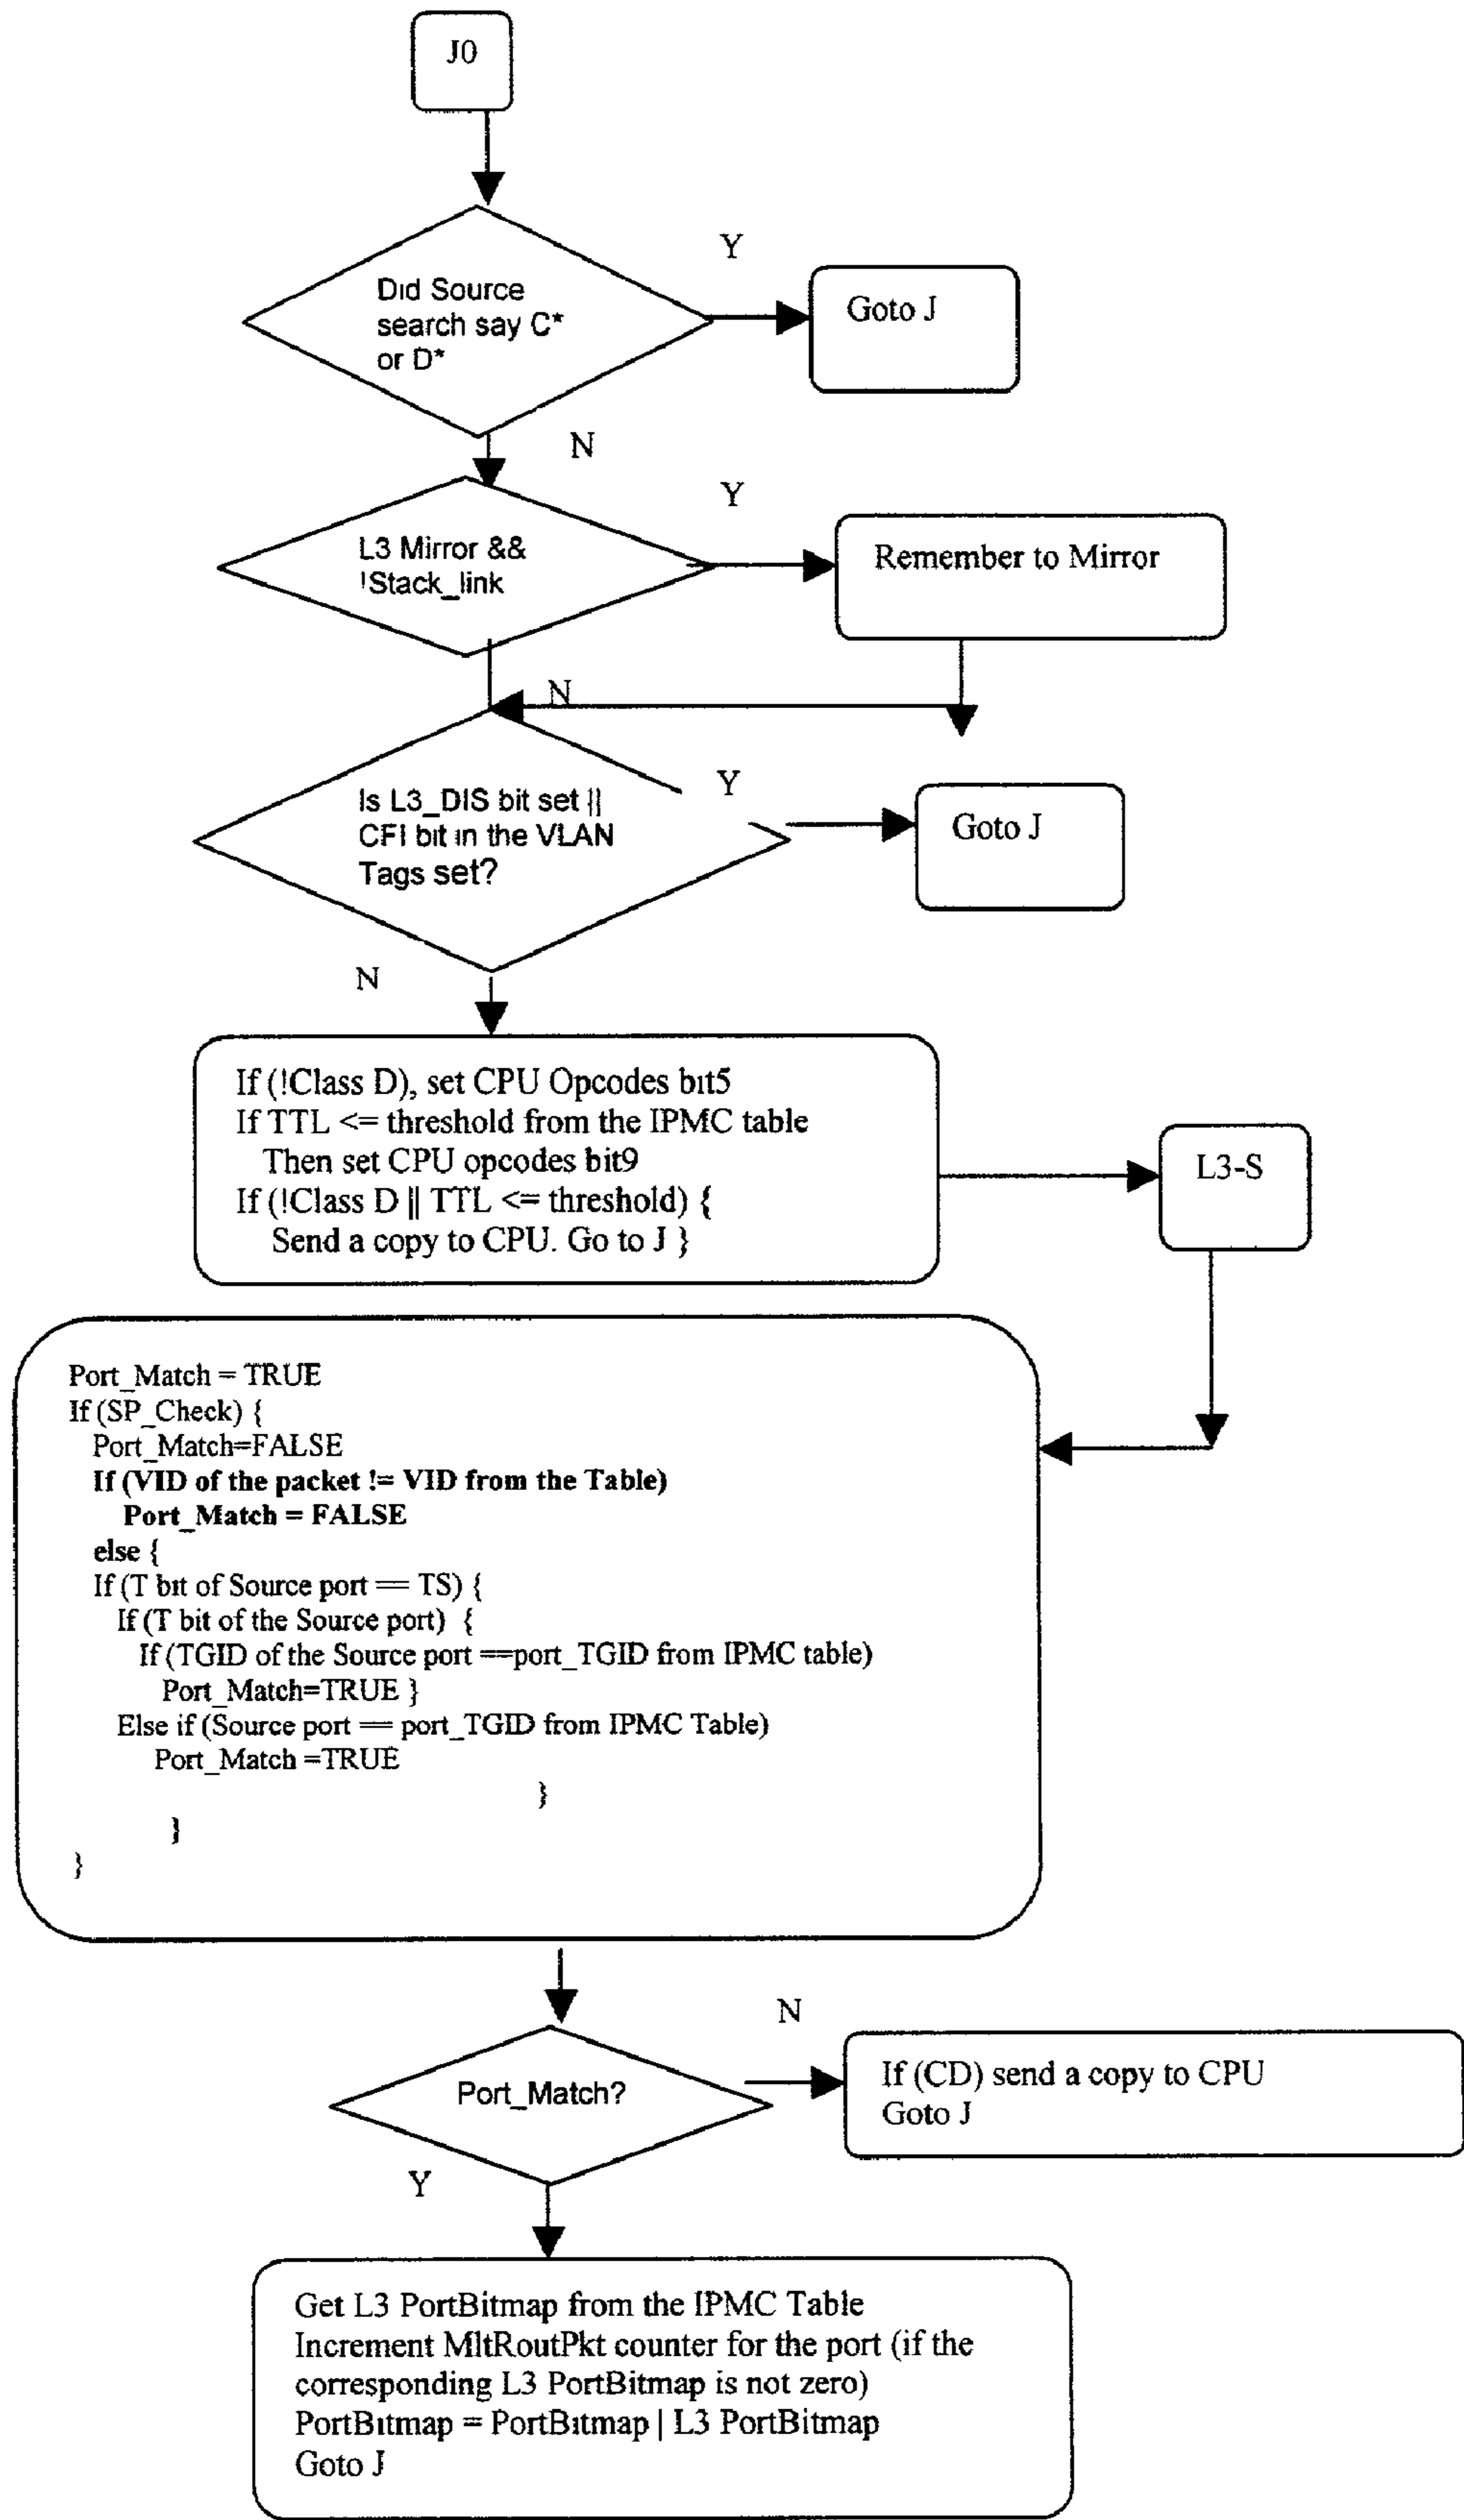 J0
Did Source
search say C*
or D*
Y
Goto J
N
L3 Mirror &&
!Stack_link
Y
Remember to Mirror
N
Is L3_DIS bit set ||
CFI bit in the VLAN
Tags set?
Y
Goto J
N
If (!Class D), set CPU Opcodes bit5
If TTL <= threshold from the IPMC table
Then set CPU opcodes bit9
If (!Class D || TTL <= threshold) {
Send a copy to CPU. Go to J }
L3-S
Port_Match = TRUE
If (SP_Check) {
Port_Match=FALSE
If (VID of the packet != VID from the Table)
Port_Match = FALSE
else {
If (T bit of Source port == TS) {
If (T bit of the Source port) {
If (TGID of the Source port ==port_TGID from IPMC table)
Port_Match=TRUE }
Else if (Source port == port_TGID from IPMC Table)
Port_Match =TRUE
}
}
}
Port_Match?
N
If (CD) send a copy to CPU
Goto J
Y
Get L3 PortBitmap from the IPMC Table
Increment MltRoutPkt counter for the port (if the
corresponding L3 PortBitmap is not zero)
PortBitmap = PortBitmap | L3 PortBitmap
Goto J